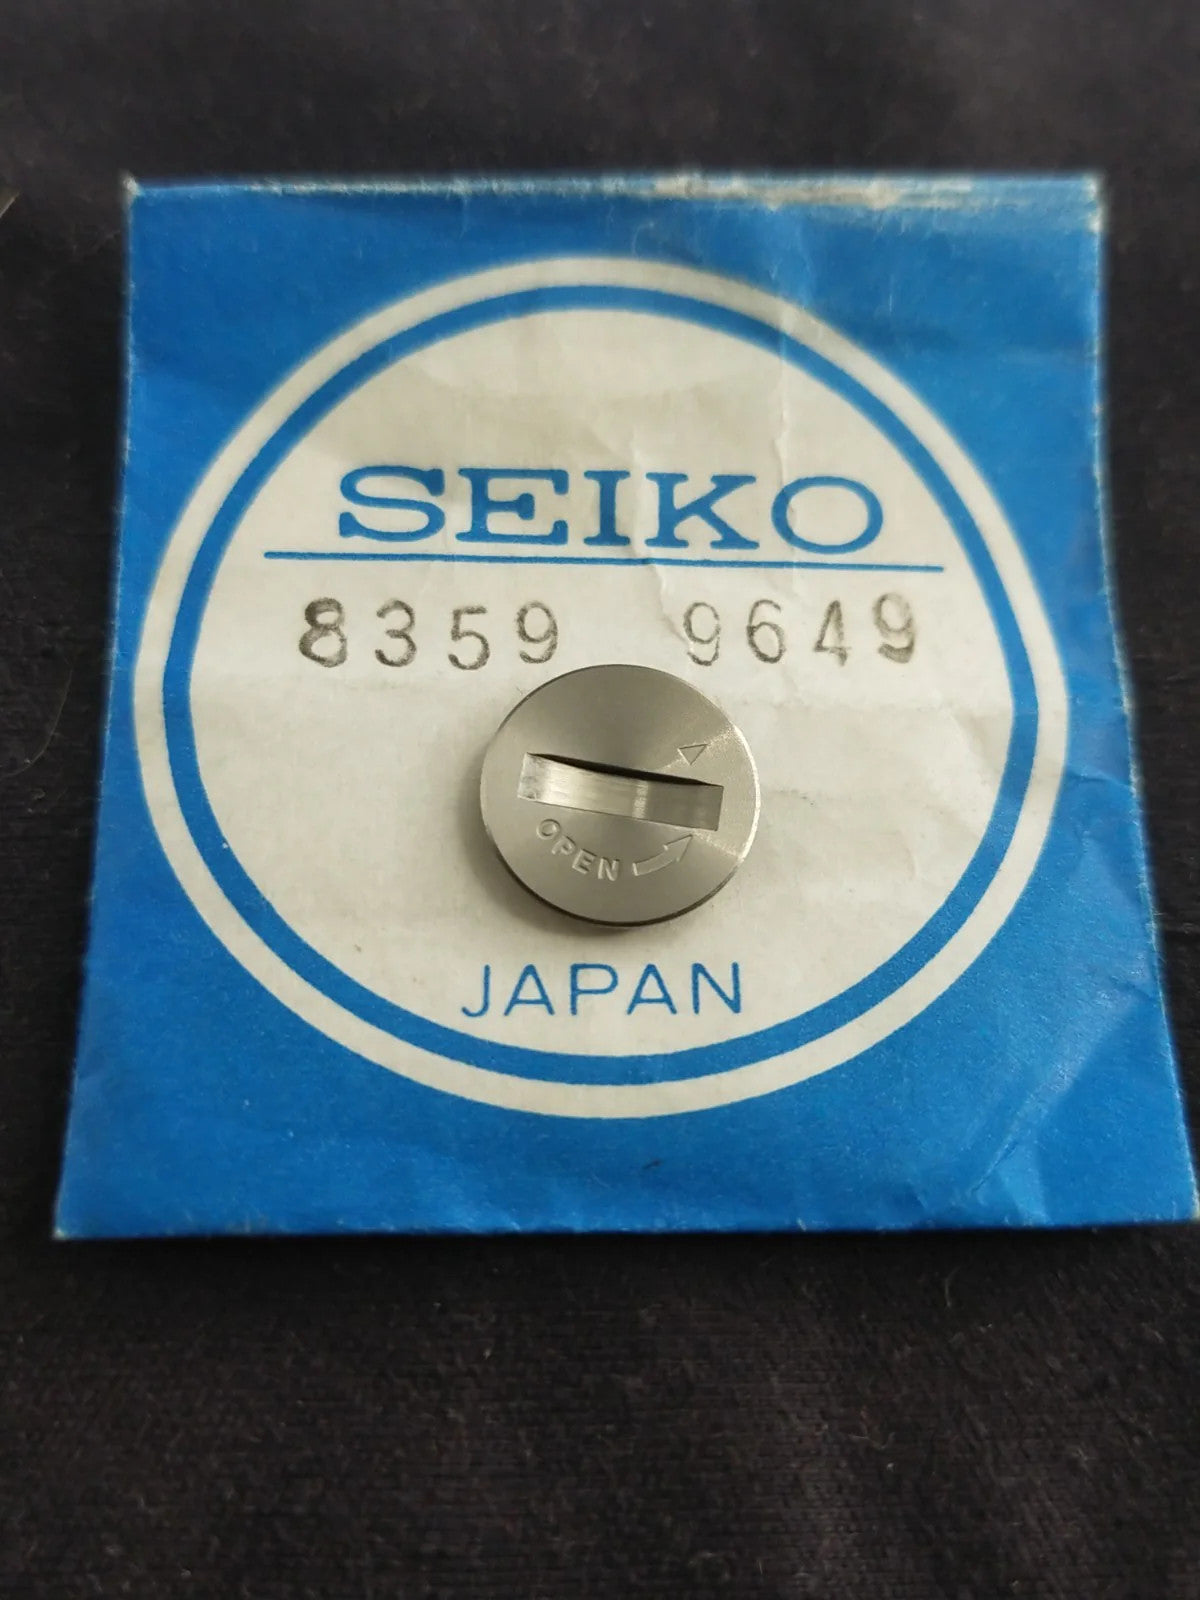 SEIKO
8359 9649
OPEN
JAPAN